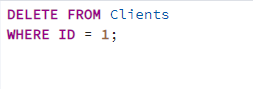 DELETE FROM Clients
WHERE ID = 1;